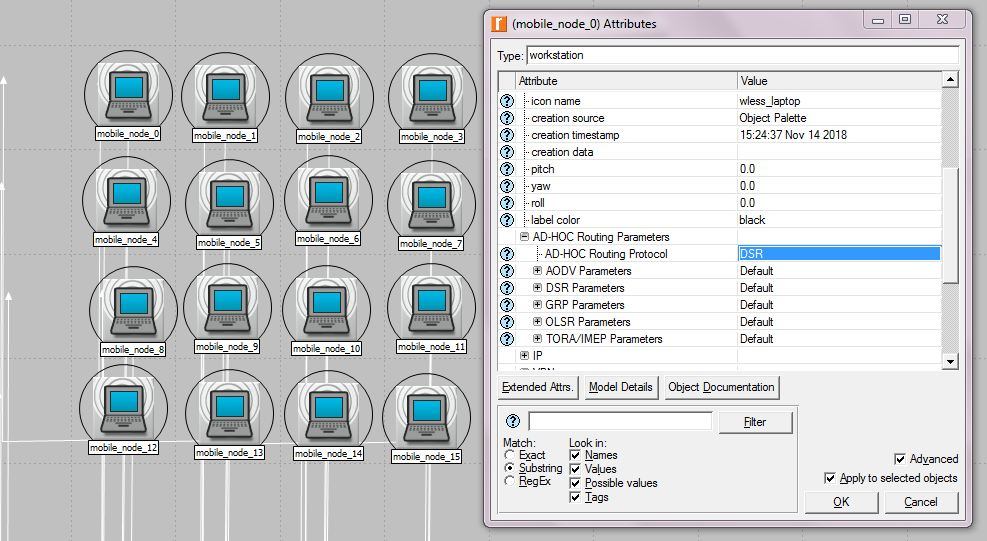 mobile_node_0
mobile_node_1
mobile_node_2
mobile_node_3
mobile_node_4
mobile_node_5
mobile_node_6
mobile_node_7
mobile_node_8
mobile_node_9
mobile_node_10
mobile_node_11
mobile_node_12
mobile_node_13
mobile_node_14
mobile_node_15
(mobile_node_0) Attributes
Type: workstation
Attribute Value
icon name wless_laptop
creation source Object Palette
creation timestamp 15:24:37 Nov 14 2018
creation data
pitch 0.0
yaw 0.0
roll 0.0
label color black
AD-HOC Routing Parameters
AD-HOC Routing Protocol DSR
AODV Parameters Default
DSR Parameters Default
GRP Parameters Default
OLSR Parameters Default
TORA/IMEP Parameters Default
IP
Extended Attrs. Model Details Object Documentation
Filter
Match: Look in:
Exact Names
Substring Values
RegEx Possible values
Tags
Advanced
Apply to selected objects
OK Cancel